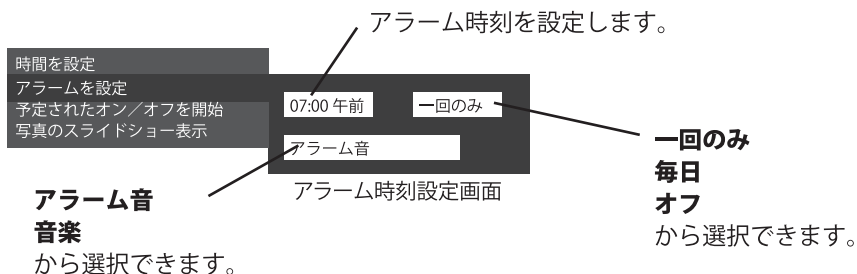 アラーム時刻を設定します。
時間を設定
アラームを設定
予定されたオン／オフを開始
写真のスライドショー表示
07:00 午前
一回のみ
アラーム音
アラーム時刻設定画面
アラーム音
音楽
から選択できます。
一回のみ
毎日
オフ
から選択できます。